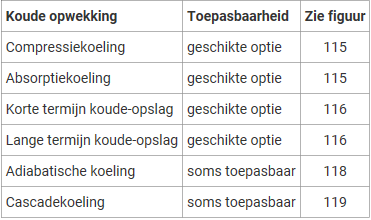 Koude opwekking Toepasbaarheid Zie figuur
Compressiekoeling geschikte optie 115
Absorptiekoeling geschikte optie 115
Korte termijn koude-opslag geschikte optie 116
Lange termijn koude-opslag geschikte optie 116
Adiabatische koeling soms toepasbaar 118
Cascadekoeling soms toepasbaar 119